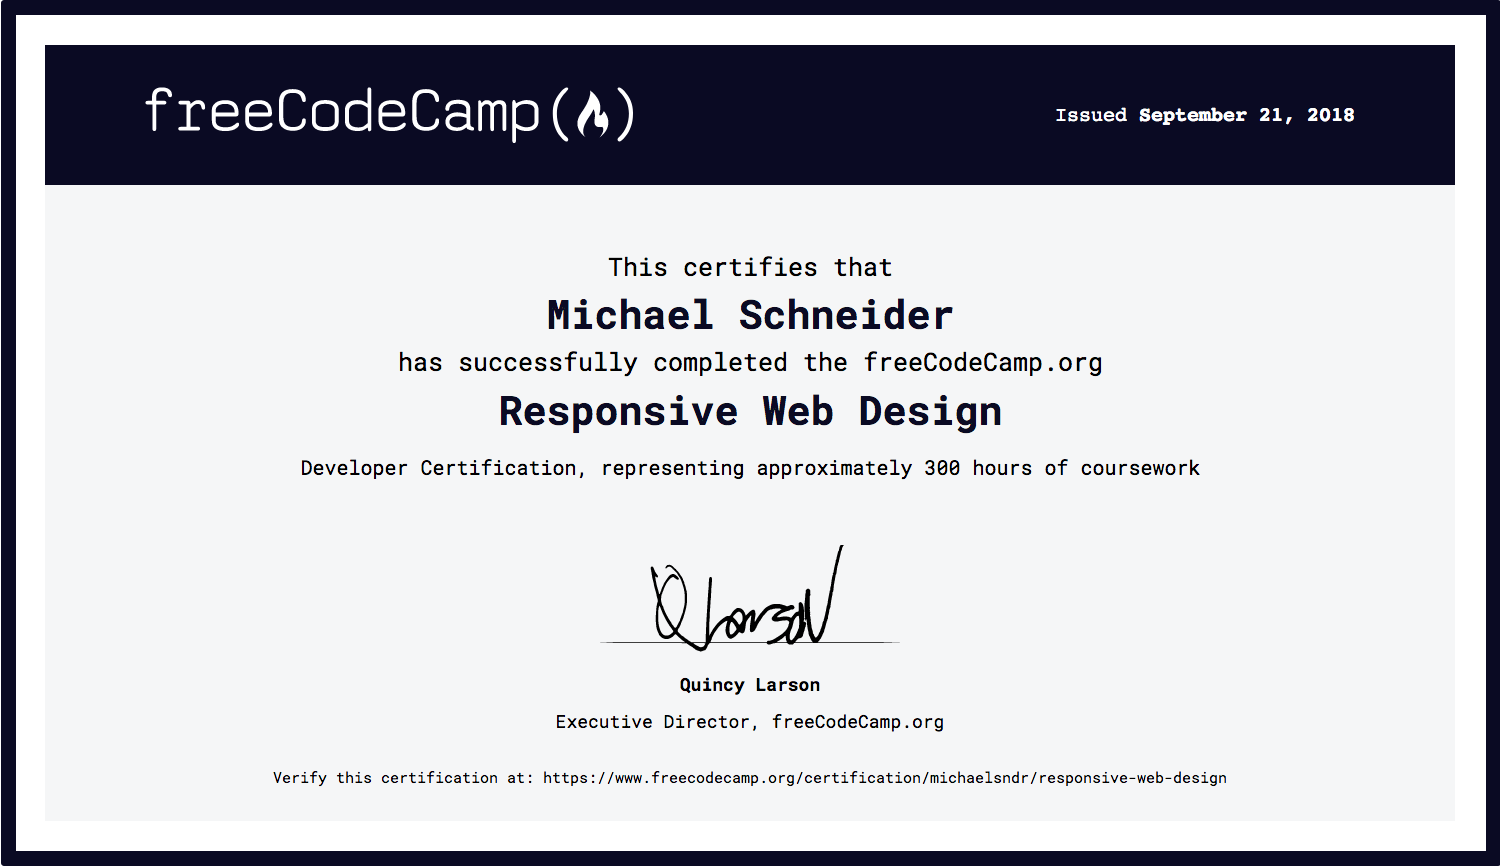 freeCodeCamp(🔥)
Issued September 21, 2018
This certifies that
Michael Schneider
has successfully completed the freeCodeCamp.org
Responsive Web Design
Developer Certification, representing approximately 300 hours of coursework
Q Larson
Quincy Larson
Executive Director, freeCodeCamp.org
Verify this certification at: https://www.freecodecamp.org/certification/michaelsndr/responsive-web-design